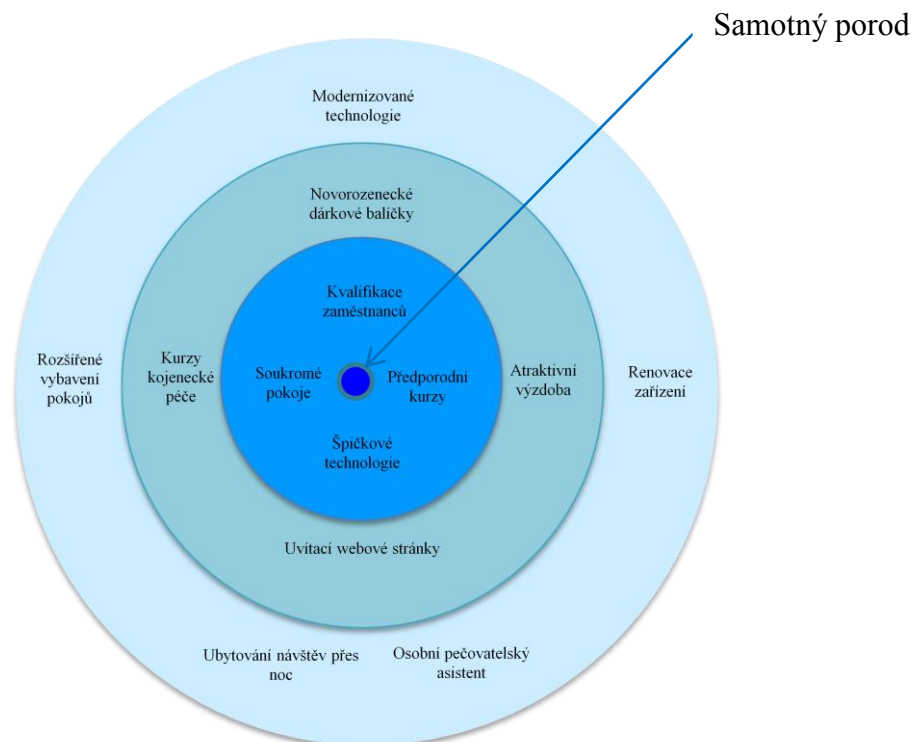 Samotný porod
Modernizované
technologie
Novorozenecké
dárkové balíčky
Kvalifikace
zaměstnanců
Rozšířené
vybavení
pokojů
Kurzy
kojenecké
péče
Soukromé
pokoje
Předporodní
kurzy
Atraktivní
výzdoba
Renovace
zařízení
Špičkové
technologie
Uvítací webové stránky
Ubytování návštěv přes
noc
Osobní pečovatelský
asistent